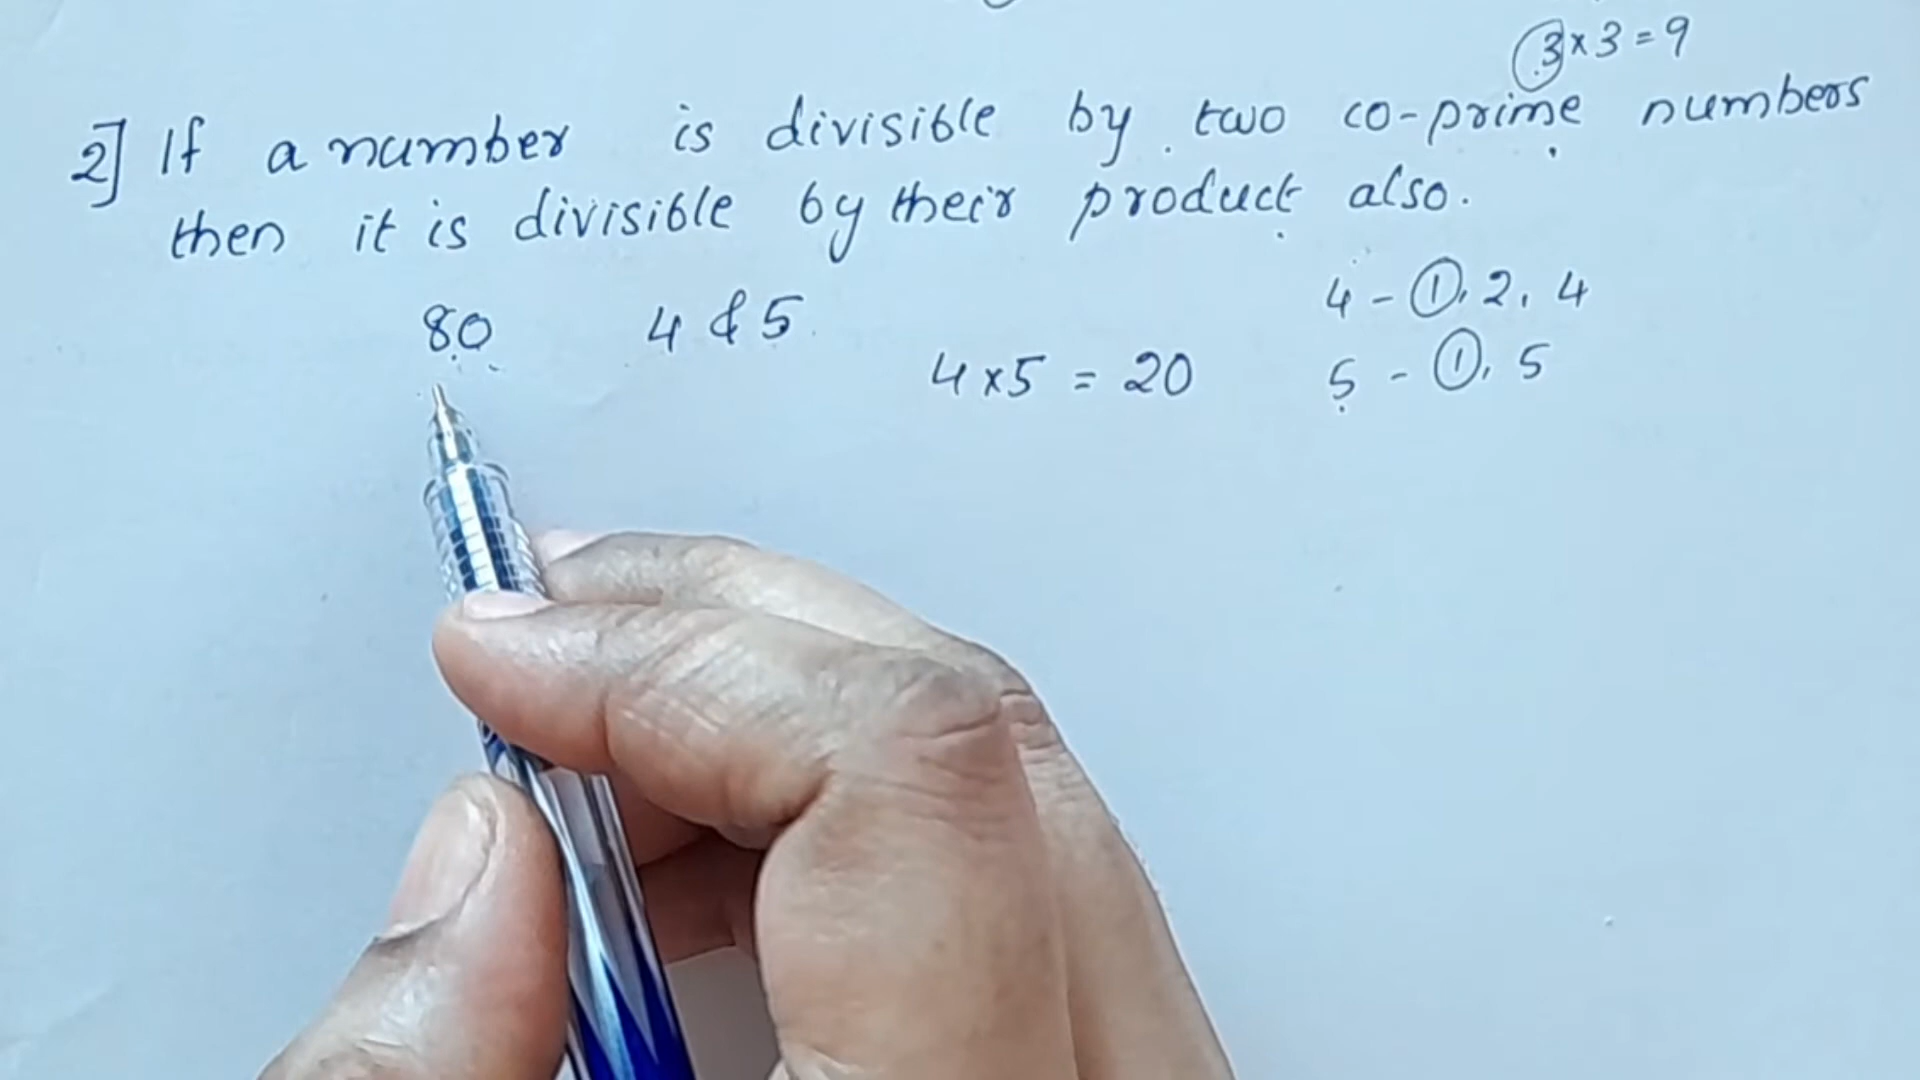 3×3=9
2] If a number is divisible by two co-prime numbers
then it is divisible by their product also.
80 4 & 5
4×5 = 20
4 - 1, 2, 4
5 - 1, 5